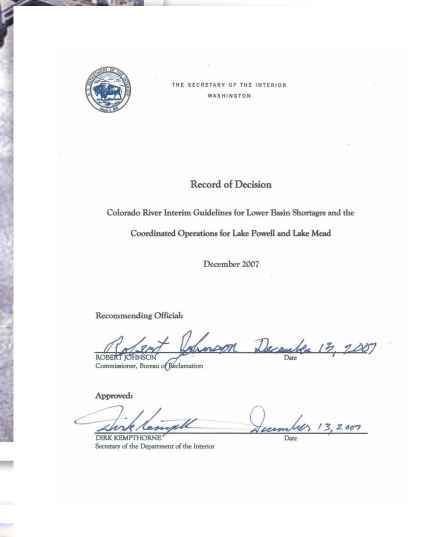 THE SECRETARY OF THE INTERIOR
WASHINGTON
Record of Decision
Colorado River Interim Guidelines for Lower Basin Shortages and the
Coordinated Operations for Lake Powell and Lake Mead
December 2007
Recommending Official:
Robert Johnson December 13, 2007
ROBERT JOHNSON Date
Commissioner, Bureau of Reclamation
Approved:
Dirk Kempthorne December 13, 2007
DIRK KEMPTHORNE Date
Secretary of the Department of the Interior